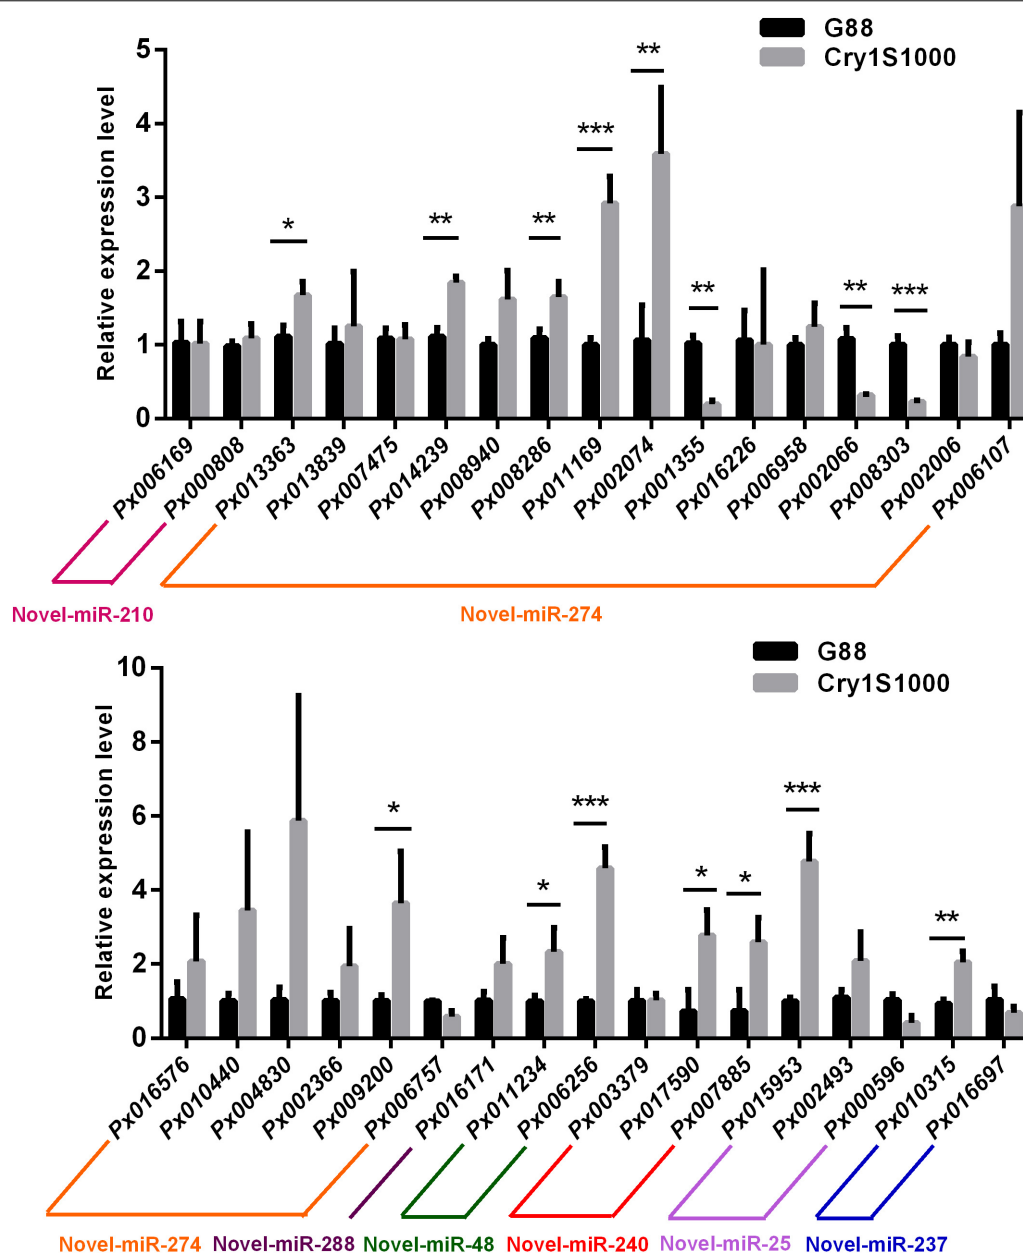 G88
Cry1S1000
Relative expression level
5
4
3
2
1
0
* ** ** *** ** ** ** ***
Px006169 Px000808 Px013363 Px013839 Px007475 Px014239 Px008940 Px008286 Px011169 Px002074 Px001355 Px016226 Px006958 Px002066 Px008303 Px002006 Px006107
Novel-miR-210 Novel-miR-274
G88
Cry1S1000
Relative expression level
10
8
6
4
2
0
* * *** * * *** **
Px016576 Px010440 Px004830 Px002366 Px009200 Px006757 Px016171 Px011234 Px006256 Px003379 Px017590 Px007885 Px015953 Px002493 Px000596 Px010315 Px016697
Novel-miR-274 Novel-miR-288 Novel-miR-48 Novel-miR-240 Novel-miR-25 Novel-miR-237